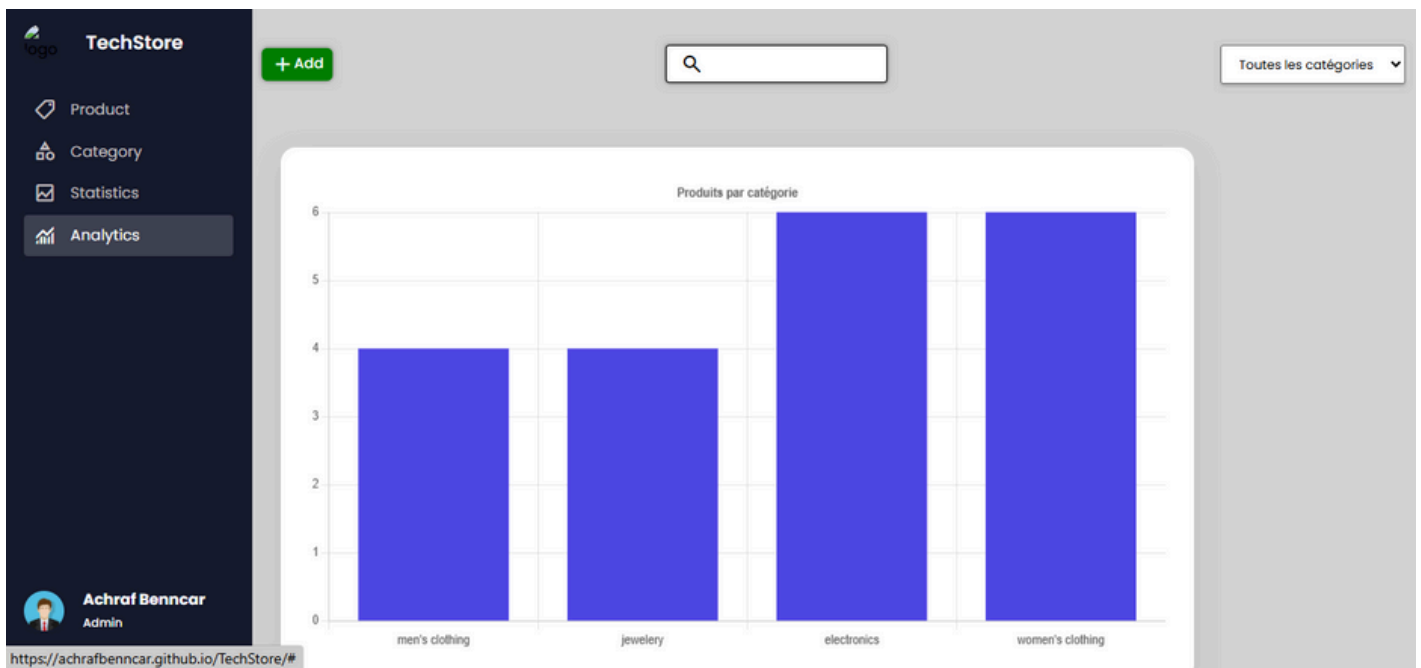 logo
TechStore
Product
Category
Statistics
Analytics
Achraf Benncar
Admin
+ Add
Toutes les catégories
Produits par catégorie
6
5
4
3
2
1
0
men's clothing
jewelery
electronics
women's clothing
https://achrafbenncar.github.io/TechStore/#